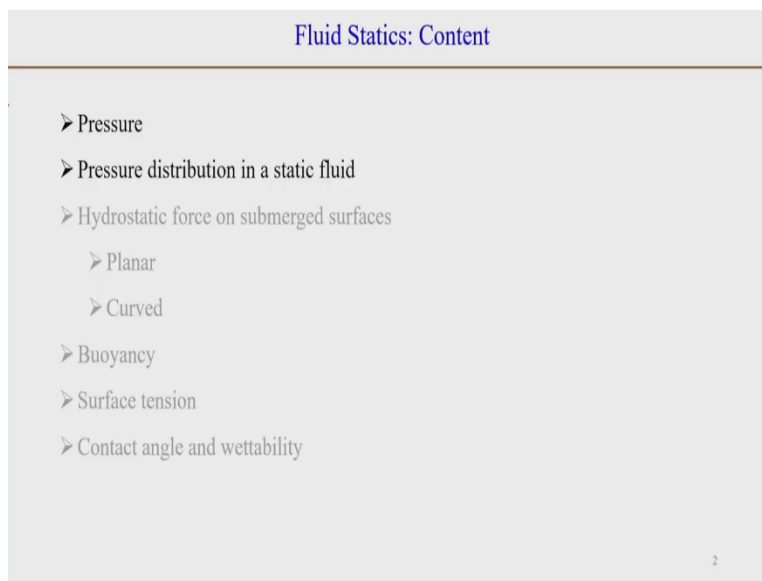 Fluid Statics: Content
➢ Pressure
➢ Pressure distribution in a static fluid
➢ Hydrostatic force on submerged surfaces
➢ Planar
➢ Curved
➢ Buoyancy
➢ Surface tension
➢ Contact angle and wettability
2